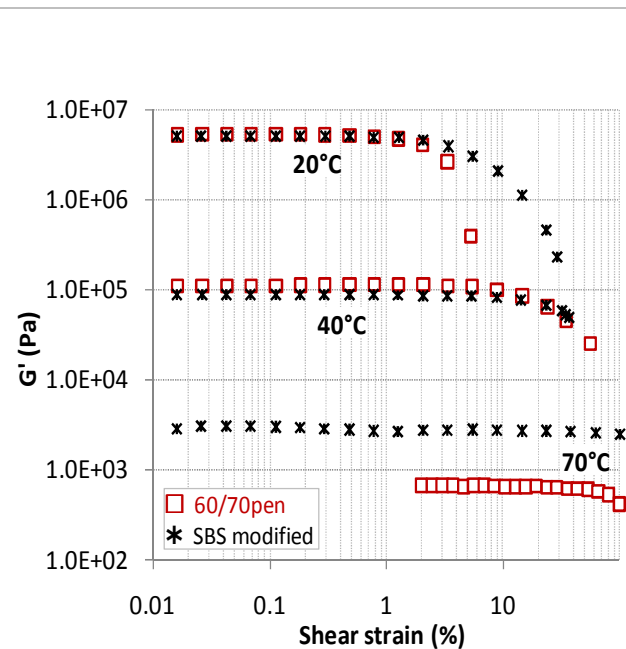 1.0E+07
1.0E+06
1.0E+05
1.0E+04
1.0E+03
1.0E+02
G' (Pa)
20°C
40°C
70°C
60/70pen
SBS modified
0.01
0.1
1
10
Shear strain (%)